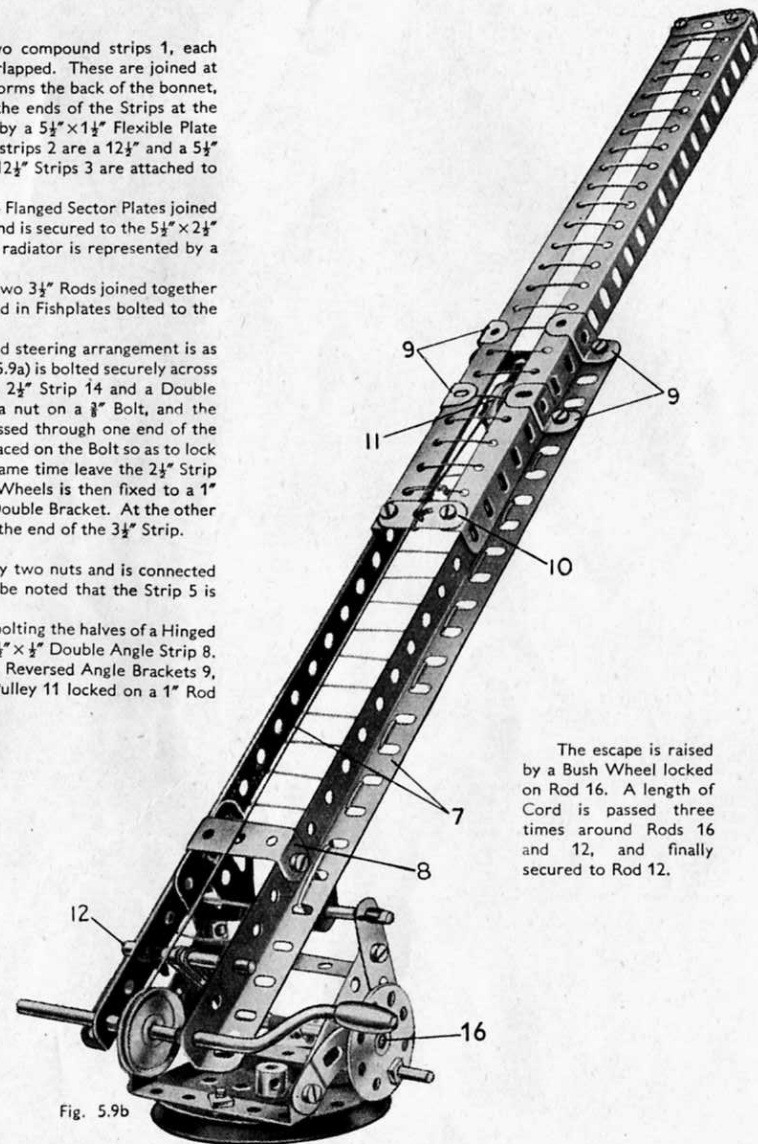 wo compound strips 1, each
rlapped. These are joined at
orms the back of the bonnet,
the ends of the Strips at the
by a 5½″×1½″ Flexible Plate
strips 2 are a 12½″ and a 5½″
12½″ Strips 3 are attached to
Flanged Sector Plates joined
nd is secured to the 5½″×2½″
radiator is represented by a
wo 3½″ Rods joined together
d in Fishplates bolted to the
d steering arrangement is as
5.9a) is bolted securely across
2½″ Strip 14 and a Double
a nut on a ⅜″ Bolt, and the
ssed through one end of the
aced on the Bolt so as to lock
ame time leave the 2½″ Strip
Wheels is then fixed to a 1″
Double Bracket. At the other
the end of the 3½″ Strip.
y two nuts and is connected
be noted that the Strip 5 is
bolting the halves of a Hinged
½″×½″ Double Angle Strip 8.
Reversed Angle Brackets 9,
Pulley 11 locked on a 1″ Rod
9
9
11
10
7
8
12
16
The escape is raised
by a Bush Wheel locked
on Rod 16. A length of
Cord is passed three
times around Rods 16
and 12, and finally
secured to Rod 12.
Fig. 5.9b